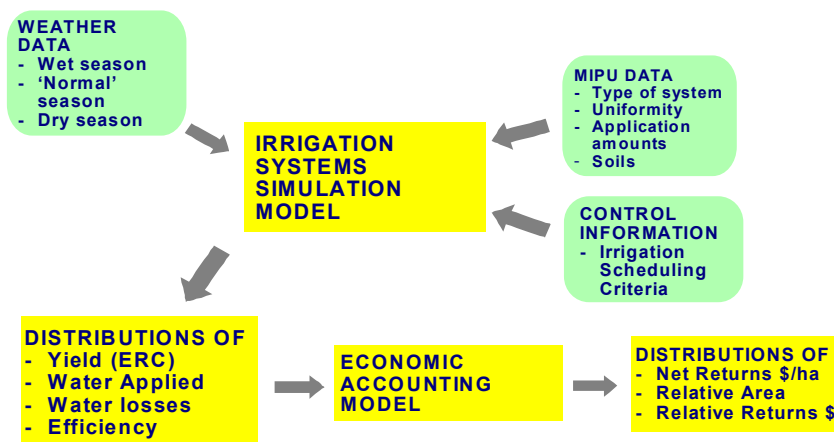 WEATHER
DATA
- Wet season
- ‘Normal’
season
- Dry season
MIPU DATA
- Type of system
- Uniformity
- Application
amounts
- Soils
IRRIGATION
SYSTEMS
SIMULATION
MODEL
CONTROL
INFORMATION
- Irrigation
Scheduling
Criteria
DISTRIBUTIONS OF
- Yield (ERC)
- Water Applied
- Water losses
- Efficiency
ECONOMIC
ACCOUNTING
MODEL
DISTRIBUTIONS OF
- Net Returns $/ha
- Relative Area
- Relative Returns $